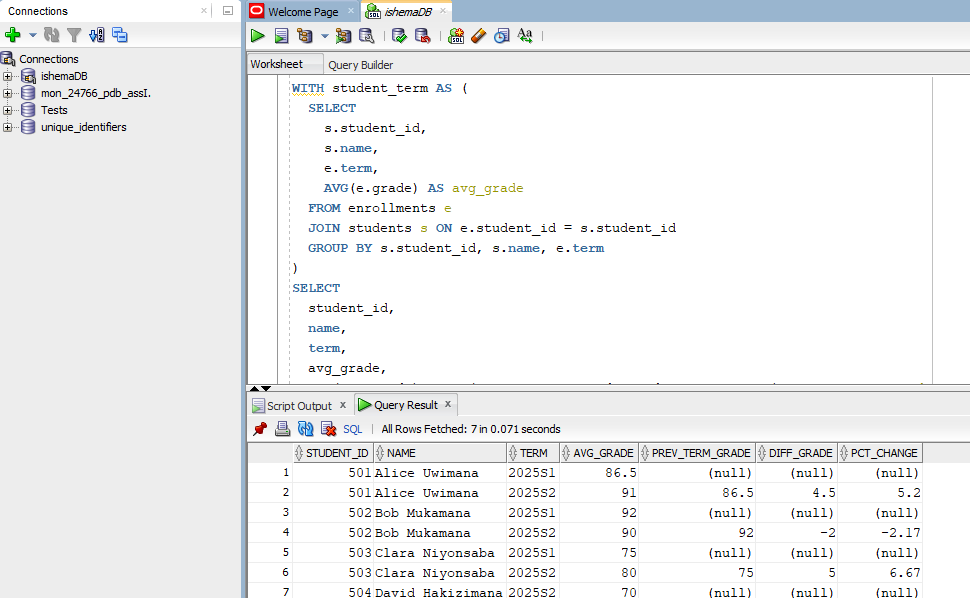 Connections
Connections
ishemaDB
mon_24766_pdb_assI.
Tests
unique_identifiers
Welcome Page
ishemaDB
SQL
Aa
Worksheet
Query Builder
WITH student_term AS (
SELECT
s.student_id,
s.name,
e.term,
AVG(e.grade) AS avg_grade
FROM enrollments e
JOIN students s ON e.student_id = s.student_id
GROUP BY s.student_id, s.name, e.term
)
SELECT
student_id,
name,
term,
avg_grade,
Script Output
Query Result
SQL | All Rows Fetched: 7 in 0.071 seconds
STUDENT_ID NAME TERM AVG_GRADE PREV_TERM_GRADE DIFF_GRADE PCT_CHANGE
1 501 Alice Uwimana 2025S1 86.5 (null) (null) (null)
2 501 Alice Uwimana 2025S2 91 86.5 4.5 5.2
3 502 Bob Mukamana 2025S1 92 (null) (null) (null)
4 502 Bob Mukamana 2025S2 90 92 -2 -2.17
5 503 Clara Niyonsaba 2025S1 75 (null) (null) (null)
6 503 Clara Niyonsaba 2025S2 80 75 5 6.67
7 504 David Hakizimana 2025S2 70 (null) (null) (null)